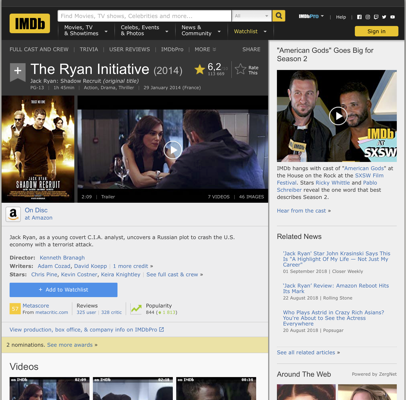 IMDb
Find Movies, TV shows, Celebrities and more...
All
Movies, TV
& Showtimes
Celebs, Events
& Photos
News &
Community
Watchlist
IMDbPro
Help
Sign in
FULL CAST AND CREW | TRIVIA | USER REVIEWS | IMDbPro | MORE
SHARE
+
The Ryan Initiative (2014)
Jack Ryan: Shadow Recruit (original title)
PG-13 | 1h 45min | Action, Drama, Thriller | 29 January 2014 (France)
6,2
Rate
This
JACK RYAN
SHADOW RECRUIT
2:09 | Trailer
7 VIDEOS | 46 IMAGES
a
On Disc
at Amazon
Jack Ryan, as a young covert C.I.A. analyst, uncovers a Russian plot to crash the U.S.
economy with a terrorist attack.
Director: Kenneth Branagh
Writers: Adam Cozad, David Koepp | 1 more credit »
Stars: Chris Pine, Kevin Costner, Keira Knightley | See full cast & crew »
+ Add to Watchlist
Metascore
From metacritic.com
Reviews
325 user | 328 critic
Popularity
View production, box office, & company info on IMDbPro
2 nominations. See more awards »
Videos
"American Gods" Goes Big for
Season 2
IMDb
AT
SXSW
IMDb hangs with cast of "American Gods" at
the House on the Rock at the SXSW Film
Festival. Stars Ricky Whittle and Pablo
Schreiber reveal the one word that best
describes Season 2.
Hear from the cast »
Related News
'Jack Ryan' Star John Krasinski Says This
Is "A Highlight Of My Life — Not Just My
Career"
01 September 2018 | Closer Weekly
'Jack Ryan' Review: Amazon Reboot Hits
Its Mark
22 August 2018 | Rolling Stone
Who Plays Astrid in Crazy Rich Asians?
You're About to See the Actress
Everywhere
20 August 2018 | Popsugar
See all related articles »
Around The Web
Powered by ZergNet